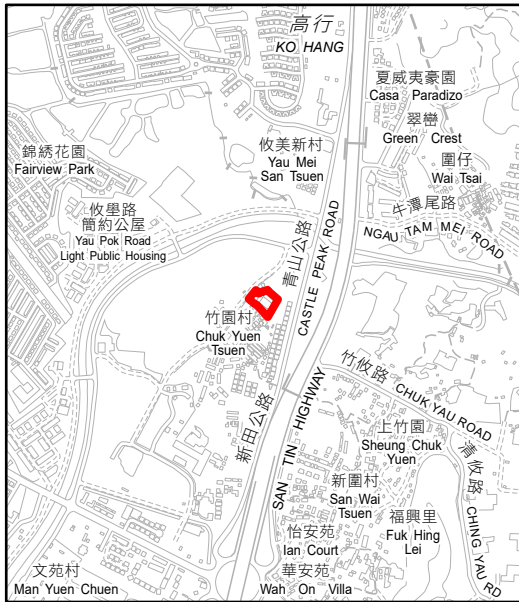 高行
KO HANG
夏威夷豪園
Casa Paradizo
翠巒
Green Crest
攸美新村
Yau Mei
San Tsuen
圍仔
Wai Tsai
錦綉花園
Fairview Park
牛潭尾路
NGAU TAM MEI ROAD
攸壆路
簡約公屋
Yau Pok Road
Light Public Housing
青山公路
CASTLE PEAK ROAD
竹園村
Chuk Yuen
Tsuen
竹攸路
CHUK YAU ROAD
新田公路
SAN TIN HIGHWAY
上竹園
Sheung Chuk
Yuen
清攸路
CHING YAU RD
新圍村
San Wai
Tsuen
福興里
Fuk Hing
Lei
怡安苑
Ian Court
文苑村
Man Yuen Chuen
華安苑
Wah On Villa